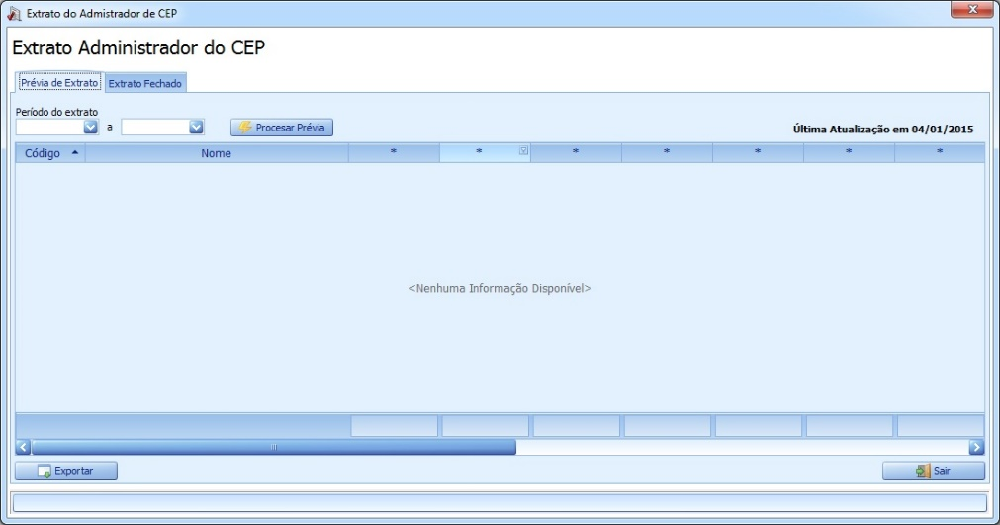 Extrato do Admistrador de CEP
x
Extrato Administrador do CEP
Prévia de Extrato Extrato Fechado
Período do extrato
a Procesar Prévia
Última Atualização em 04/01/2015
Código Nome * * * * * * *
<Nenhuma Informação Disponível>
Exportar Sair